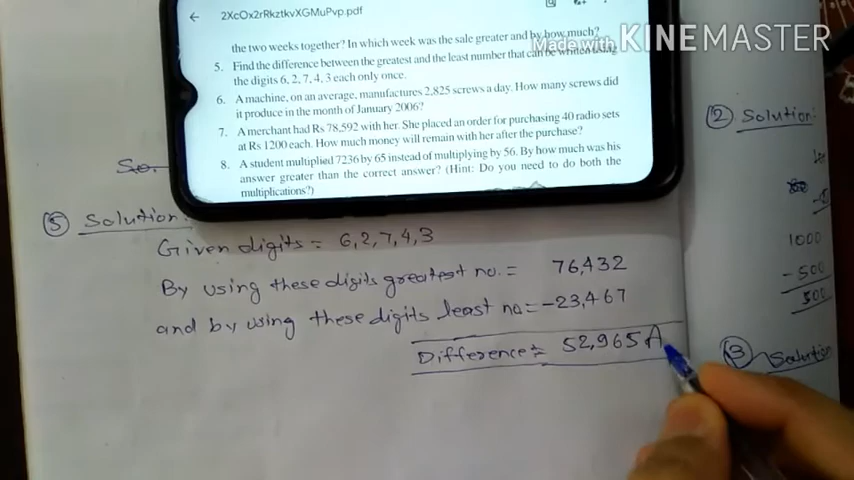 2XcOx2rRkztkvXGMuPvp.pdf
Made with KINEMASTER
the two weeks together? In which week was the sale greater and by how much?
5. Find the difference between the greatest and the least number that can be written using
the digits 6, 2, 7, 4, 3 each only once.
6. A machine, on an average, manufactures 2,825 screws a day. How many screws did
it produce in the month of January 2006?
7. A merchant had Rs 78,592 with her. She placed an order for purchasing 40 radio sets
at Rs 1200 each. How much money will remain with her after the purchase?
8. A student multiplied 7236 by 65 instead of multiplying by 56. By how much was his
answer greater than the correct answer? (Hint: Do you need to do both the
multiplications?)
So.
5 Solution:
Given digits = 6,2,7,4,3
By using these digits greatest no. = 76,432
and by using these digits least no = -23,467
Difference = 52,965 A
2 Solution:
1000
- 500
500
3 Solution